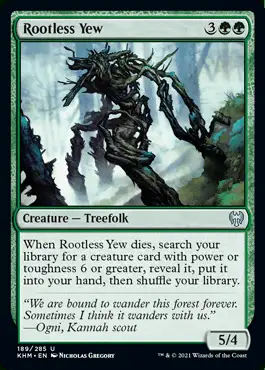 Rootless Yew 3
Creature — Treefolk
When Rootless Yew dies, search your
library for a creature card with power or
toughness 6 or greater, reveal it, put it
into your hand, then shuffle your library.
“We are bound to wander this forest forever.
Sometimes I think it wanders with us.”
—Ogni, Kannah scout
5/4
189/285 U
KHM • EN Nicholas Gregory
™ & © 2021 Wizards of the Coast